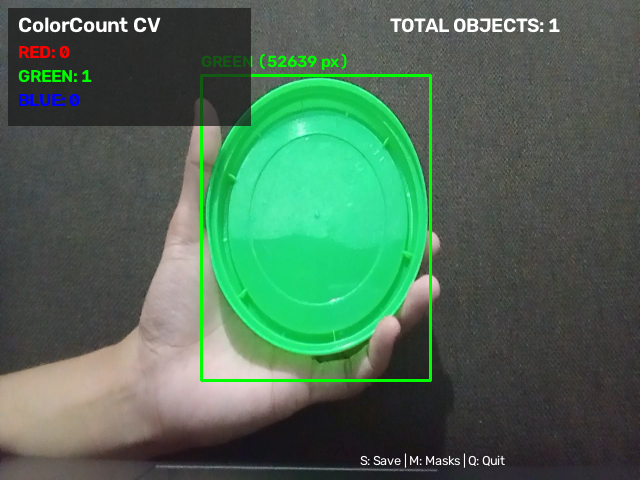 ColorCount CV
TOTAL OBJECTS: 1
RED: 0
GREEN: 1
BLUE: 0
GREEN (52639 px)
S: Save | M: Masks | Q: Quit